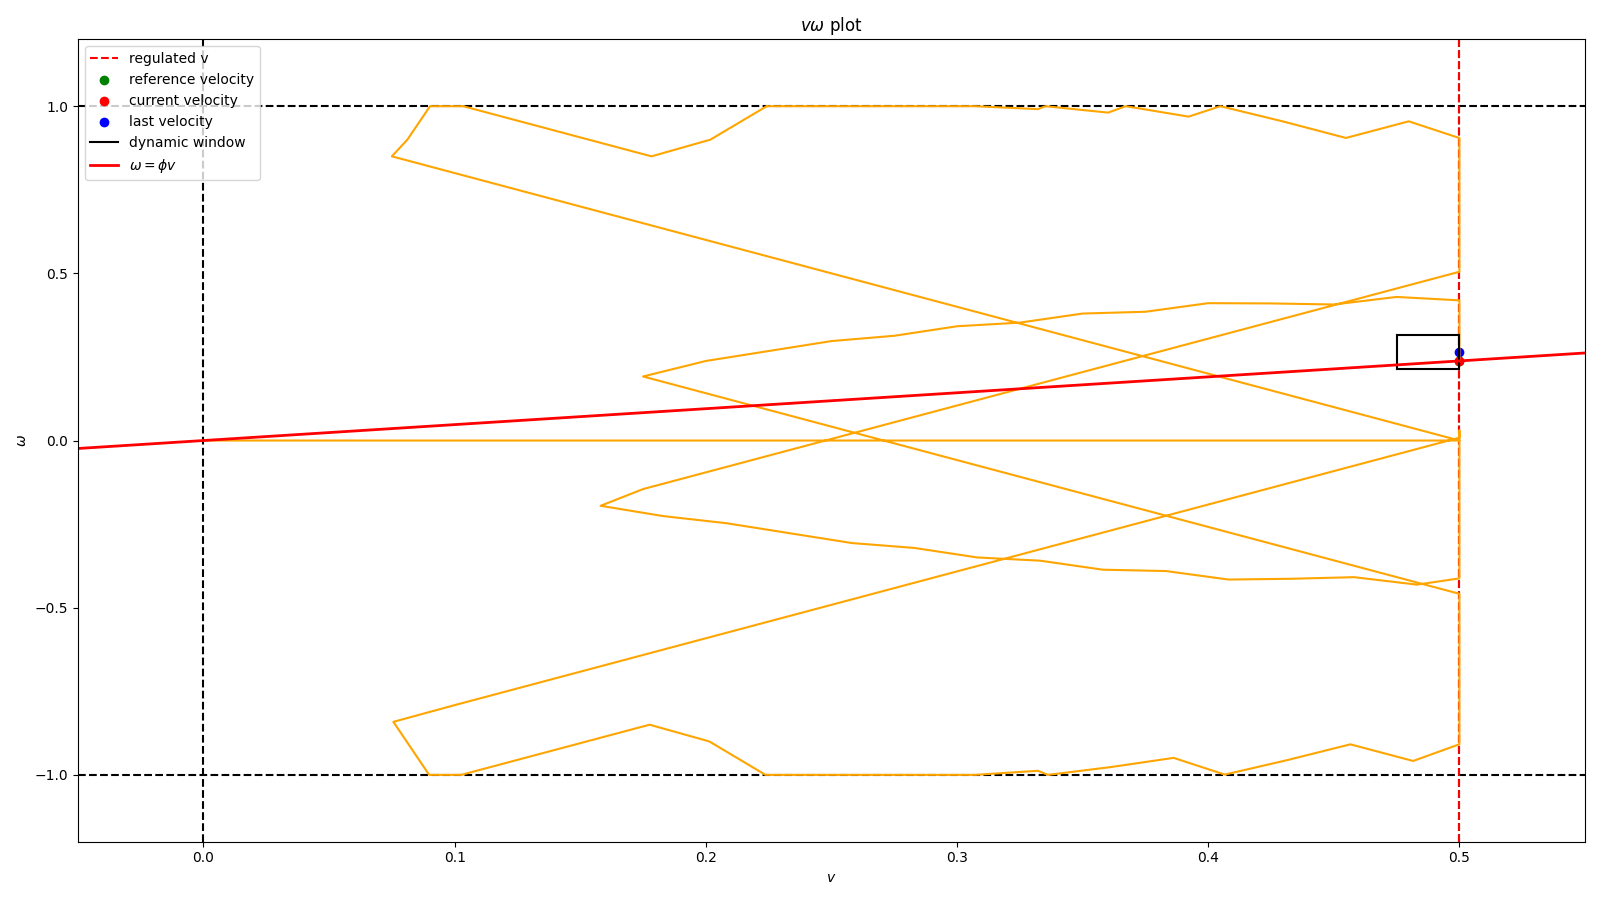 vω plot
regulated v
reference velocity
current velocity
last velocity
dynamic window
ω = ϕv
1.0
0.5
0.0
−0.5
−1.0
ω
0.0 0.1 0.2 0.3 0.4 0.5
v